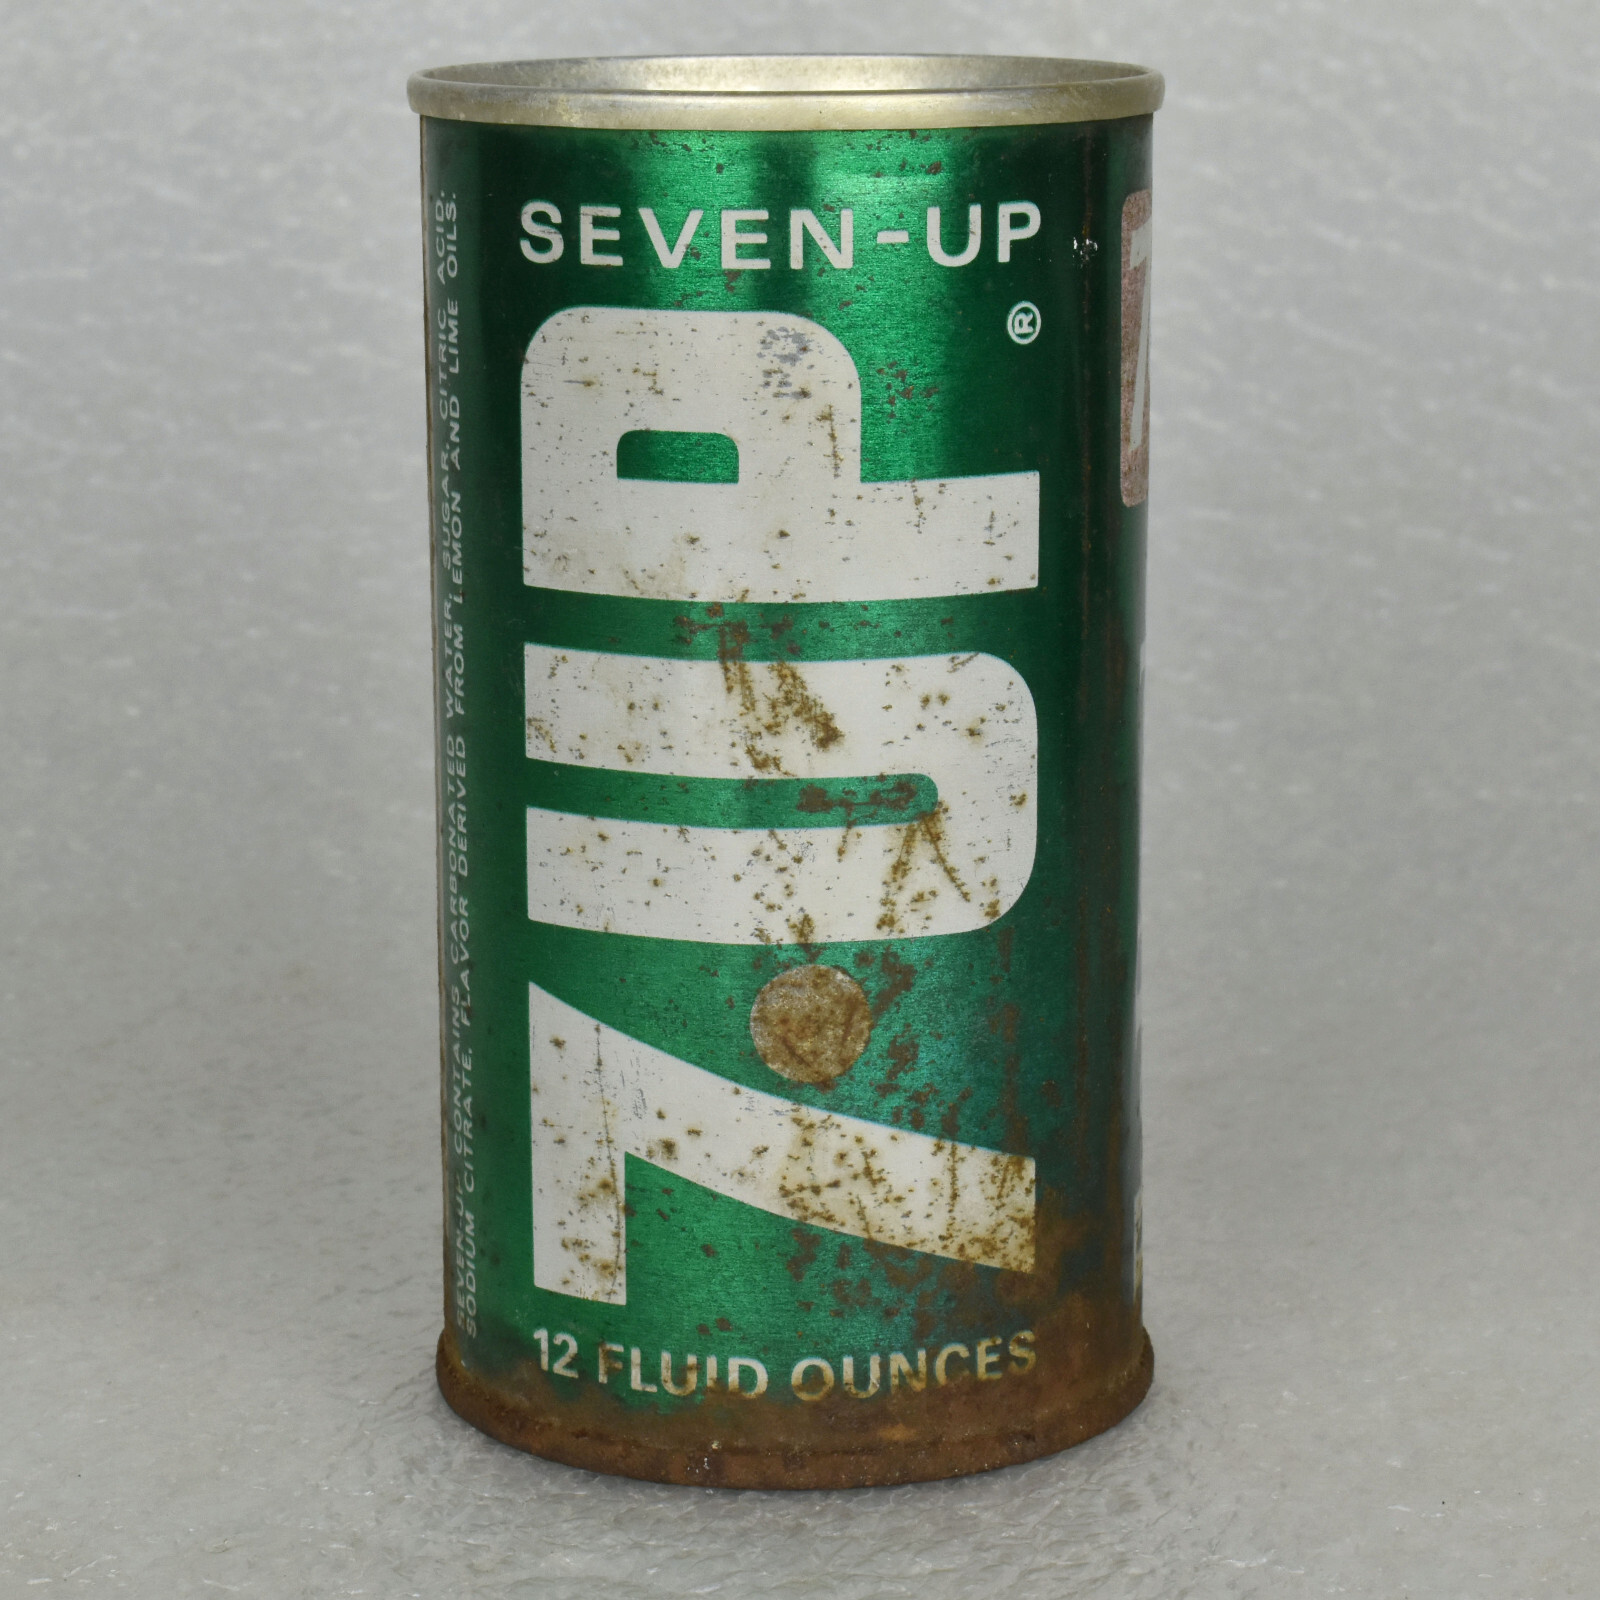 SEVEN-UP
®
7UP
12 FLUID OUNCES
SEVEN-UP CONTAINS CARBONATED WATER, SUGAR, CITRIC ACID,
SODIUM CITRATE, FLAVOR DERIVED FROM LEMON AND LIME OILS.
7